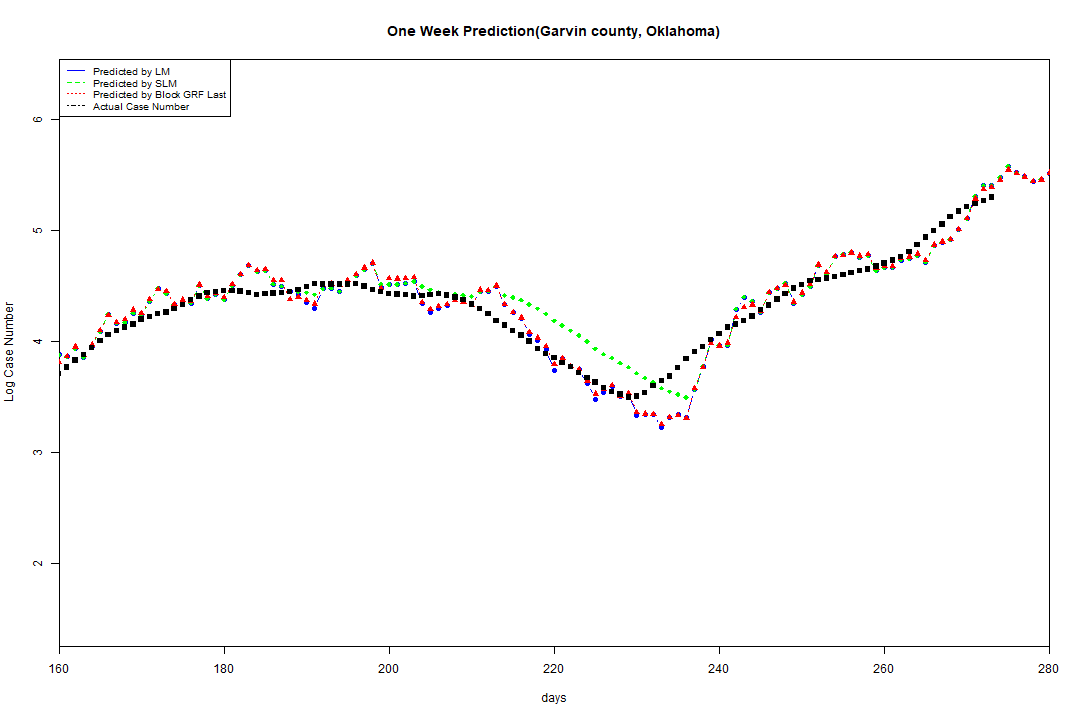 One Week Prediction(Garvin county, Oklahoma)
Predicted by LM
Predicted by SLM
Predicted by Block GRF Last
Actual Case Number
6
5
4
3
2
Log Case Number
160 180 200 220 240 260 280
days